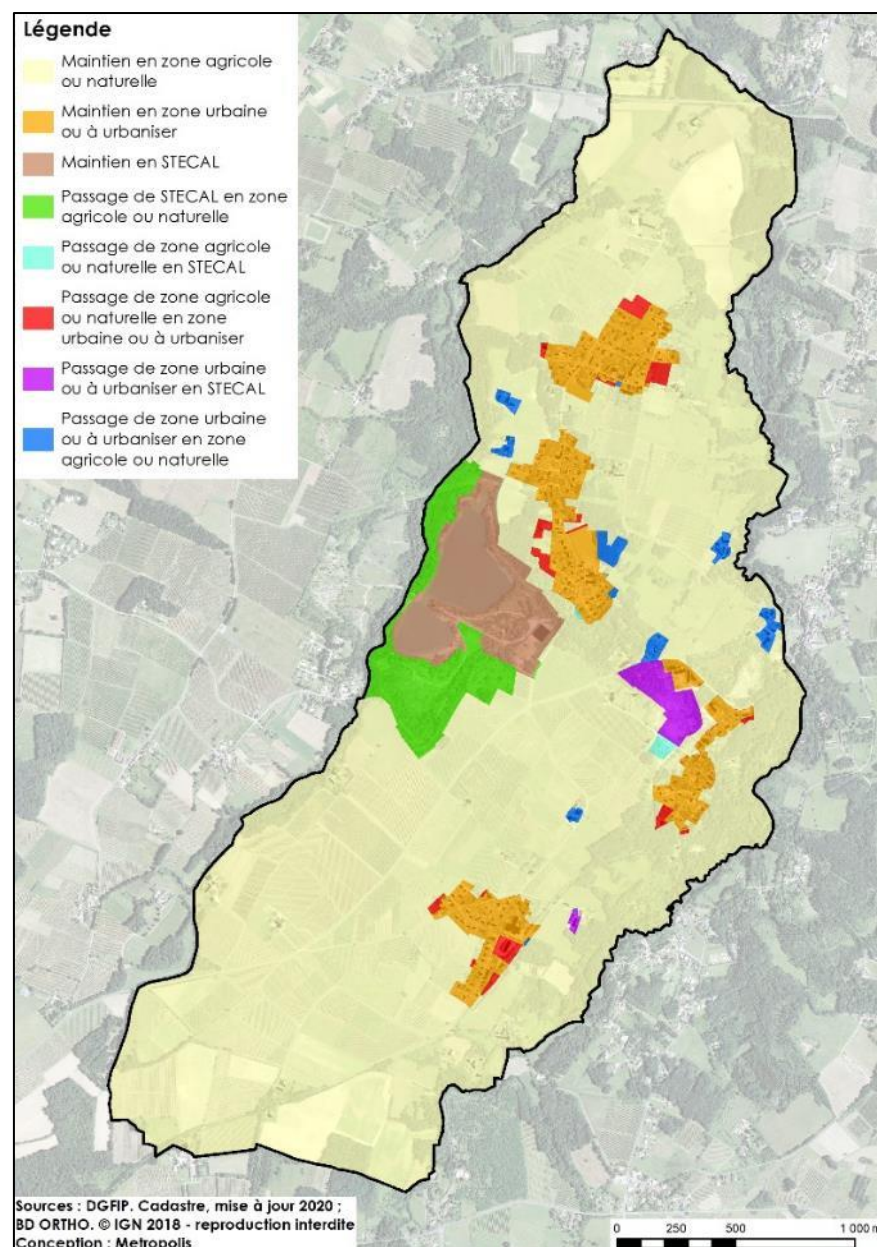 Légende
Maintien en zone agricole
ou naturelle
Maintien en zone urbaine
ou à urbaniser
Maintien en STECAL
Passage de STECAL en zone
agricole ou naturelle
Passage de zone agricole
ou naturelle en STECAL
Passage de zone agricole
ou naturelle en zone
urbaine ou à urbaniser
Passage de zone urbaine
ou à urbaniser en STECAL
Passage de zone urbaine
ou à urbaniser en zone
agricole ou naturelle
Sources : DGFIP. Cadastre, mise à jour 2020 ;
BD ORTHO. © IGN 2018 - reproduction interdite
Conception : Metropolis
0 250 500 1 000 m